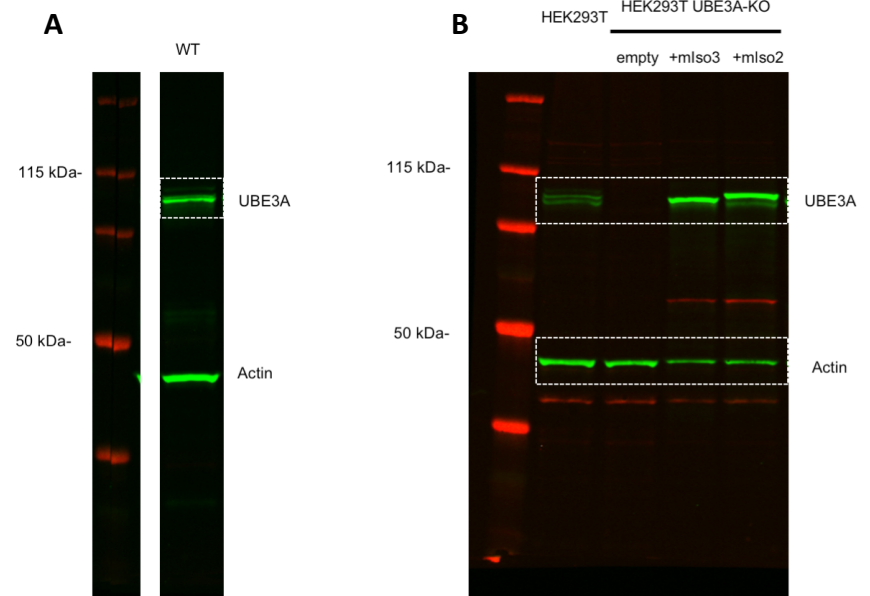 A
WT
115 kDa-
UBE3A
50 kDa-
Actin
B
HEK293T
HEK293T UBE3A-KO
empty
+mIso3
+mIso2
115 kDa-
UBE3A
50 kDa-
Actin